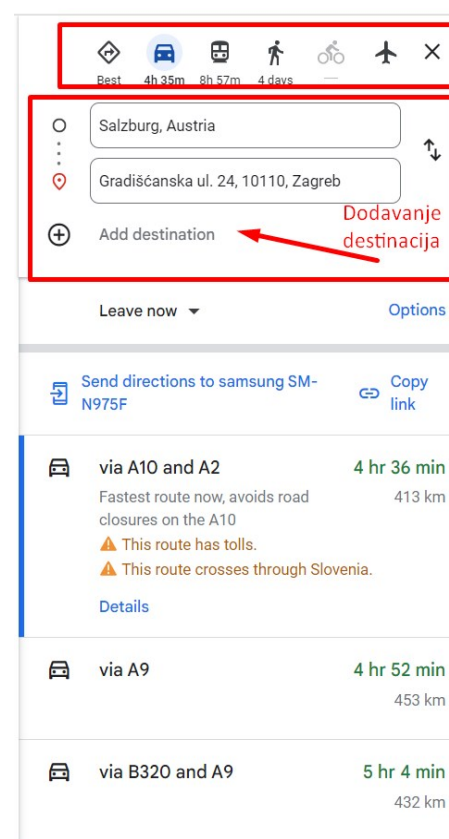 Best 4h 35m 8h 57m 4 days —
Salzburg, Austria
Gradišćanska ul. 24, 10110, Zagreb
Add destination
Dodavanje
destinacija
Leave now
Options
Send directions to samsung SM-
N975F
Copy
link
via A10 and A2
4 hr 36 min
Fastest route now, avoids road
closures on the A10
413 km
This route has tolls.
This route crosses through Slovenia.
Details
via A9
4 hr 52 min
453 km
via B320 and A9
5 hr 4 min
432 km